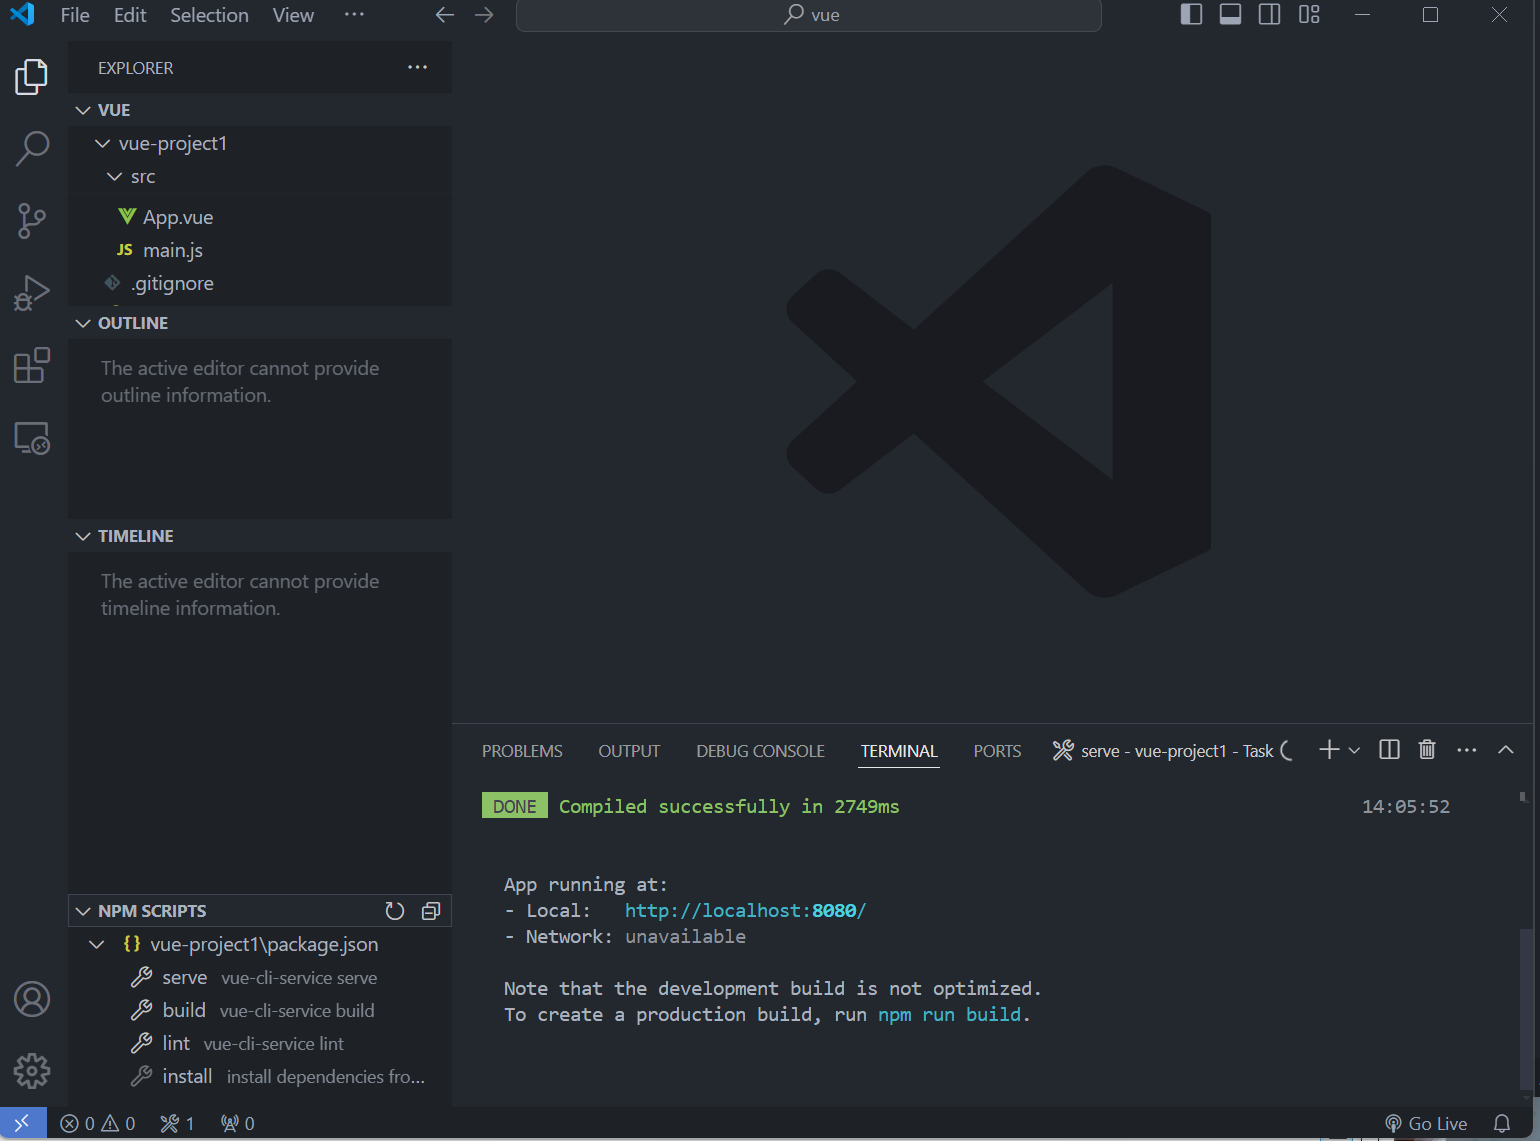 File Edit Selection View ··· vue
EXPLORER ···
VUE
vue-project1
src
App.vue
JS main.js
.gitignore
OUTLINE
The active editor cannot provide
outline information.
TIMELINE
The active editor cannot provide
timeline information.
NPM SCRIPTS
{} vue-project1\package.json
serve vue-cli-service serve
build vue-cli-service build
lint vue-cli-service lint
install install dependencies fro...
PROBLEMS OUTPUT DEBUG CONSOLE TERMINAL PORTS serve - vue-project1 - Task ···
DONE Compiled successfully in 2749ms 14:05:52
App running at:
- Local: http://localhost:8080/
- Network: unavailable
Note that the development build is not optimized.
To create a production build, run npm run build.
0 0 1 0 Go Live